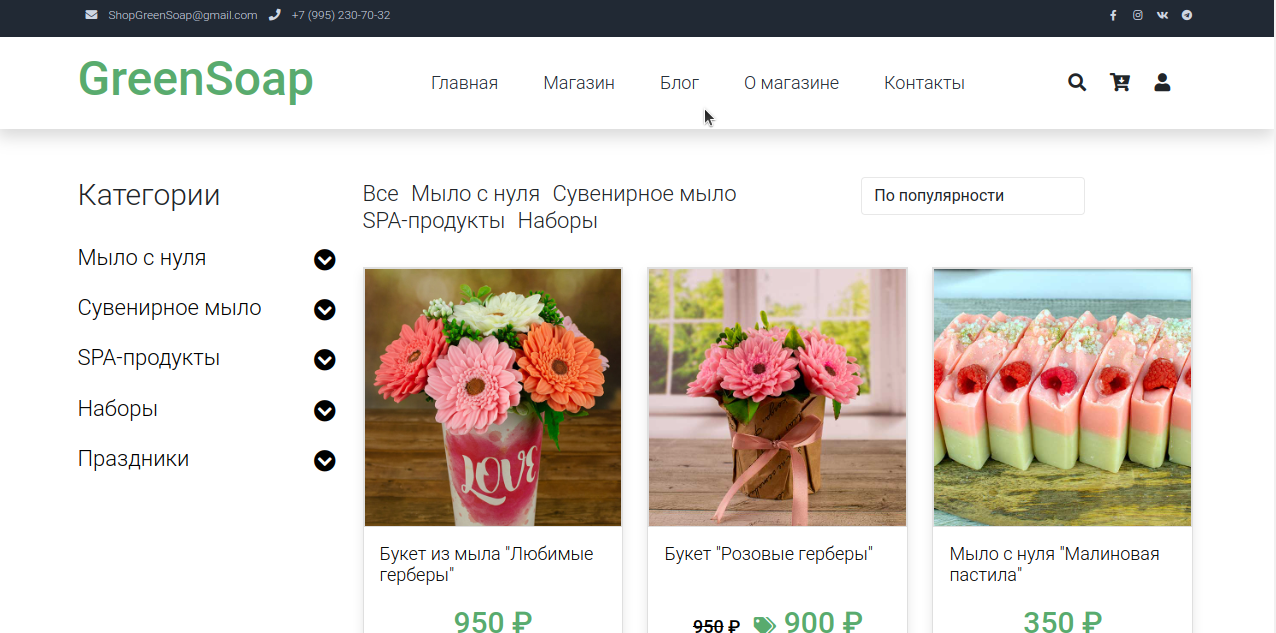 ShopGreenSoap@gmail.com +7 (995) 230-70-32
GreenSoap
Главная Магазин Блог О магазине Контакты
Категории
Мыло с нуля
Сувенирное мыло
SPA-продукты
Наборы
Праздники
Все Мыло с нуля Сувенирное мыло
SPA-продукты Наборы
По популярности
LOVE
Букет из мыла "Любимые
герберы"
950 ₽
Букет "Розовые герберы"
950 ₽ 900 ₽
Мыло с нуля "Малиновая
пастила"
350 ₽